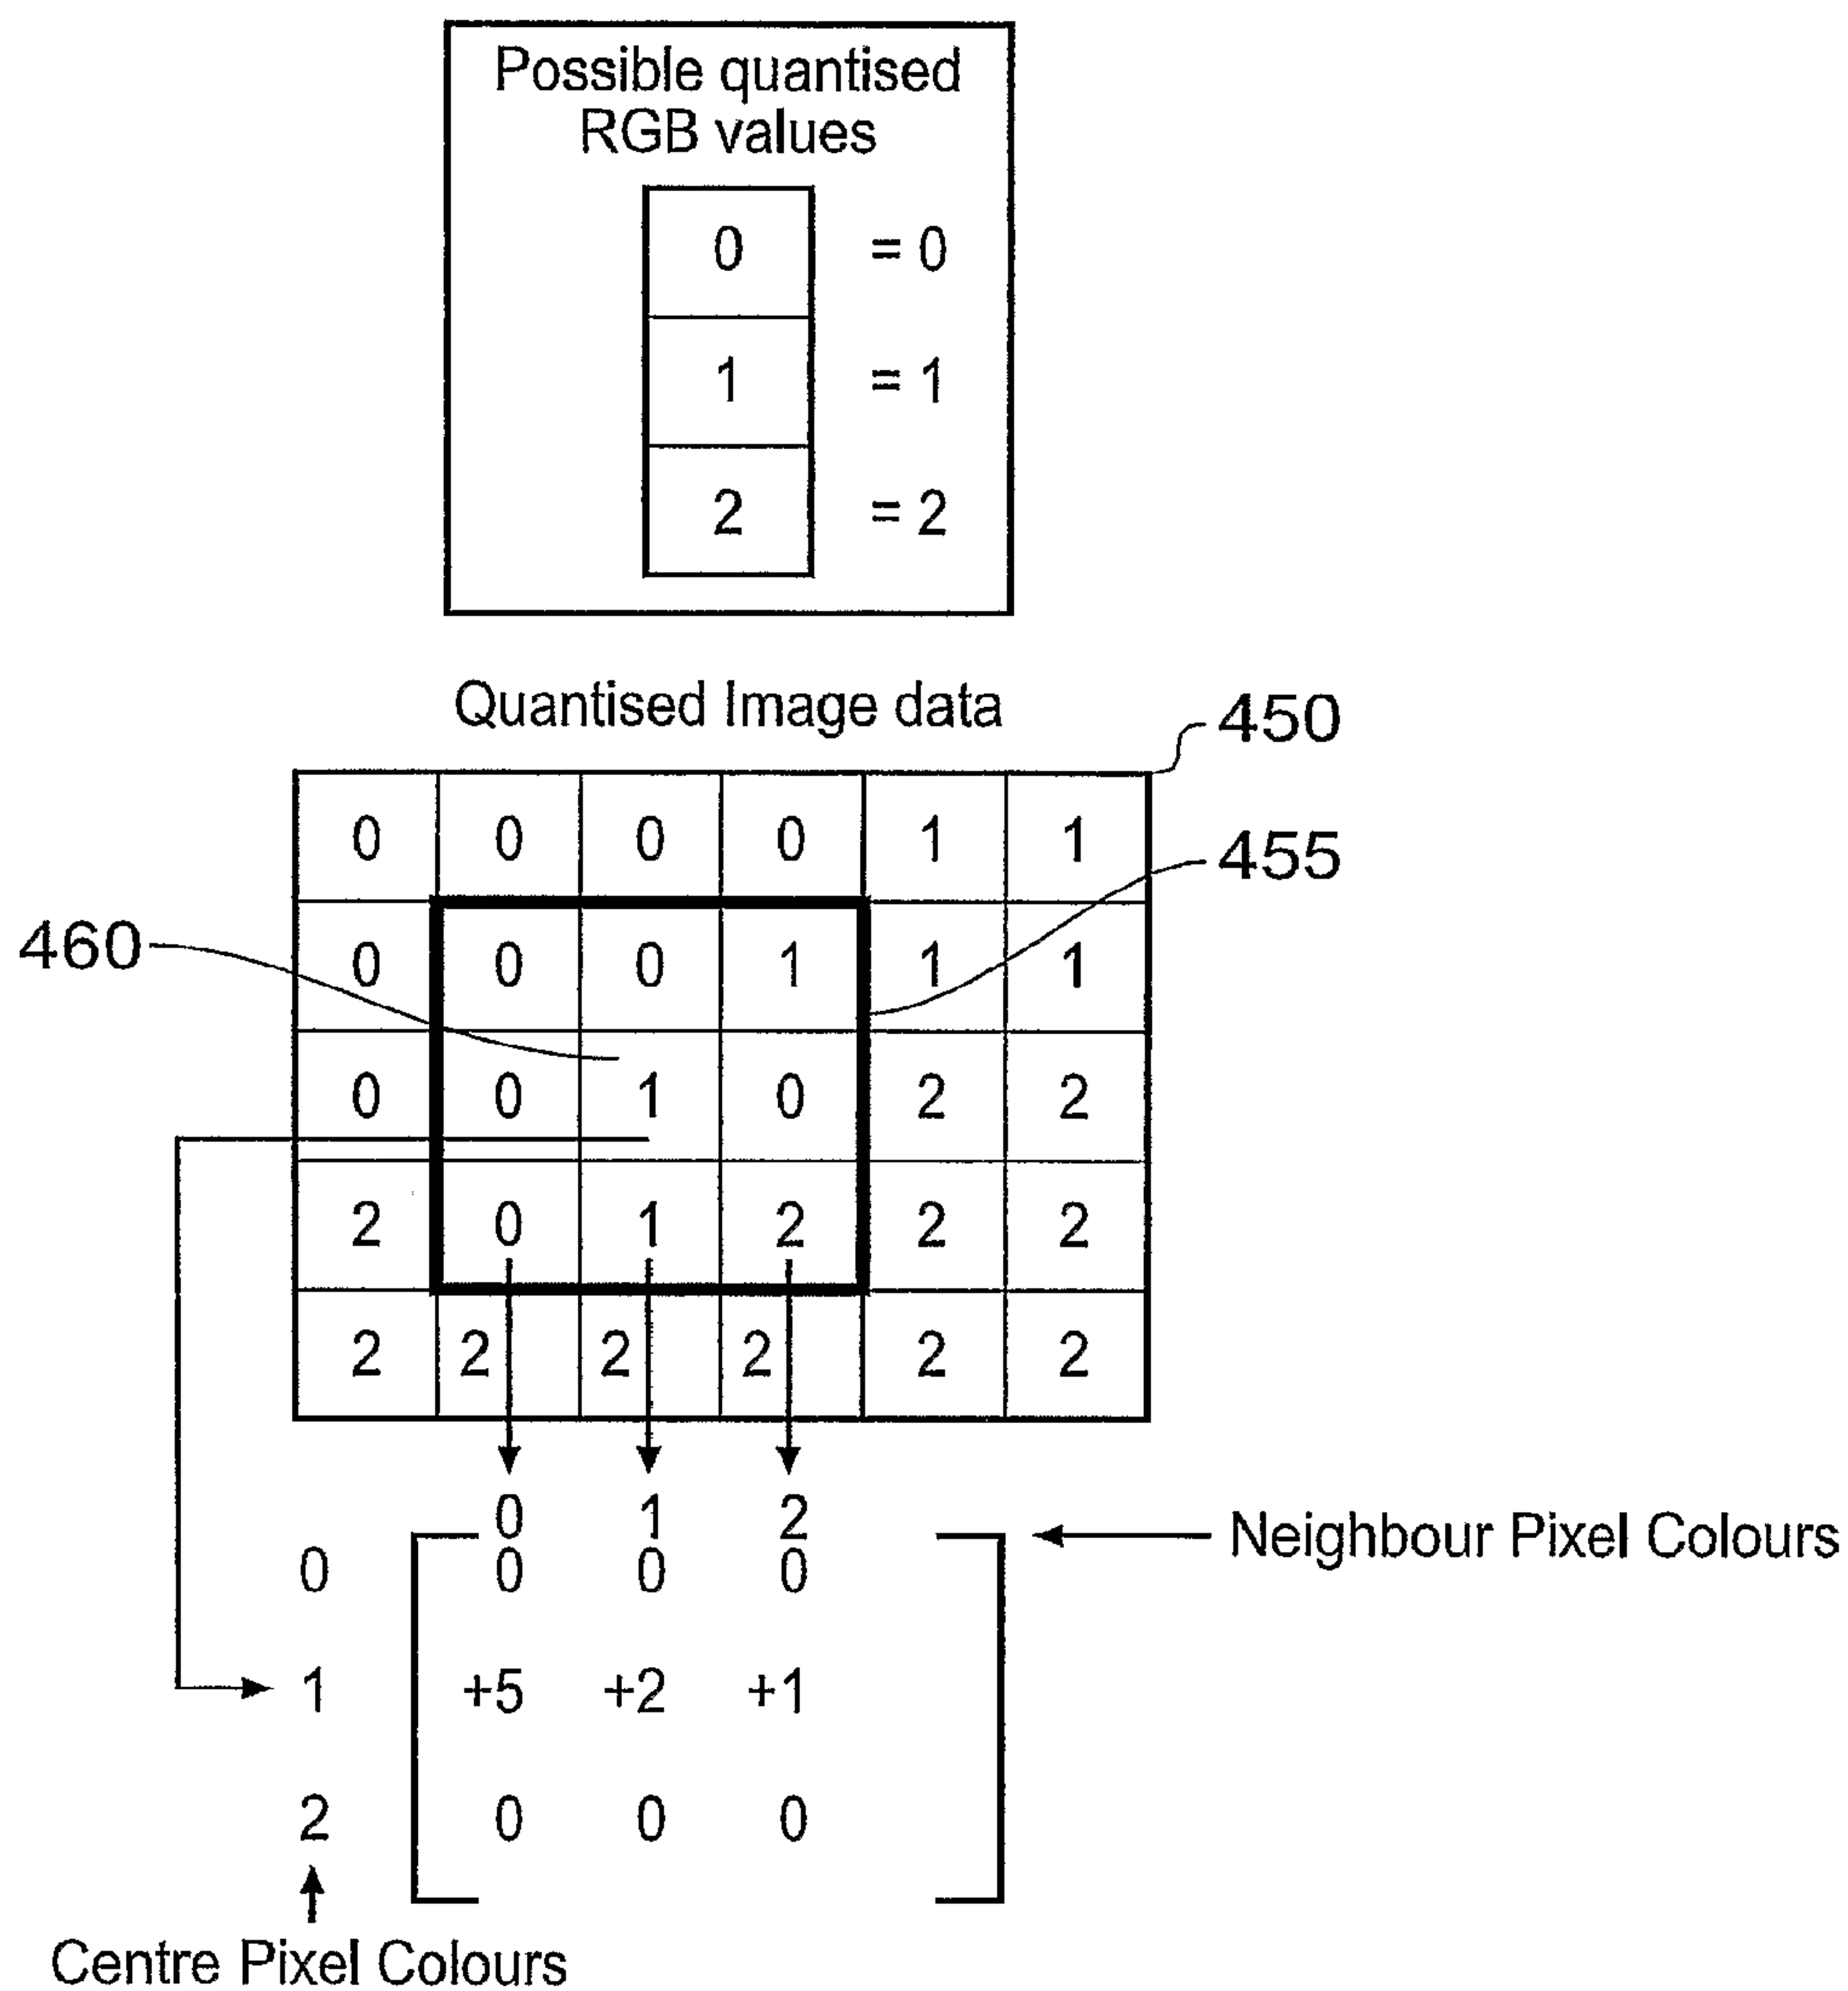 Possible quantised
RGB values
0 = 0
1 = 1
2 = 2
Quantised Image data
450
0 0 0 0 1 1
455
460
0 0 0 1 1 1
0 0 1 0 2 2
2 0 1 2 2 2
2 2 2 2 2 2
0 1 2
Neighbour Pixel Colours
0 0 0 0
1 +5 +2 +1
2 0 0 0
Centre Pixel Colours